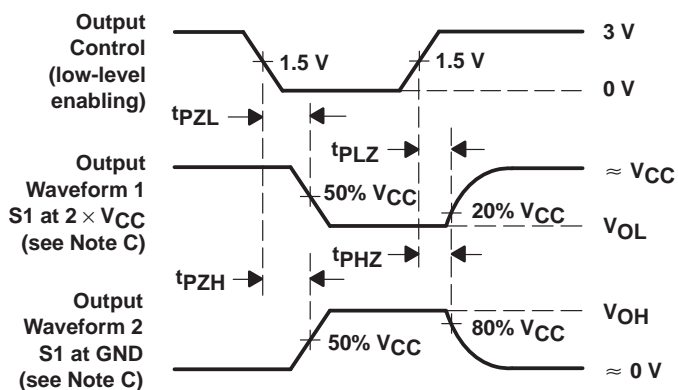 Output
Control
(low-level
enabling)
3 V
1.5 V
1.5 V
0 V
tPZL
tPLZ
Output
Waveform 1
S1 at 2 × VCC
(see Note C)
50% VCC
20% VCC
≈ VCC
VOL
tPZH
tPHZ
Output
Waveform 2
S1 at GND
(see Note C)
50% VCC
80% VCC
VOH
≈ 0 V